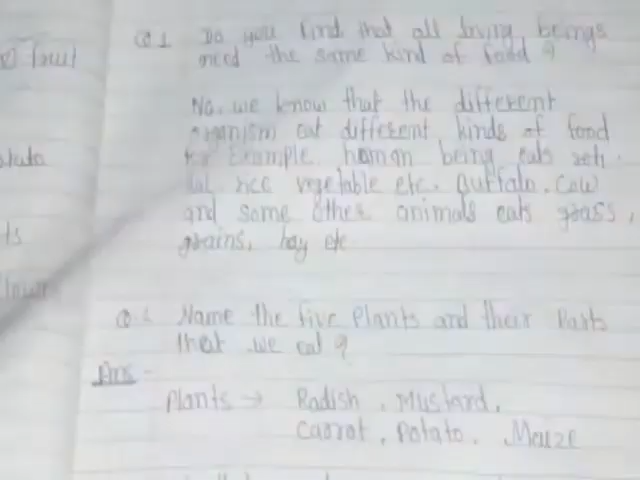 Q 1 Do you find that all living beings
need the same kind of food ?
No, we know that the different
organism eat different kinds of food
for Example, human being eats roti
dal rice vegetable etc. Buffalo, cow
and some other animals eats grass,
grains, hay etc
Q. 2 Name the five Plants and their Parts
that we eat ?
Ans -
Plants → Radish, Mustard,
Carrot, Potato, Maize